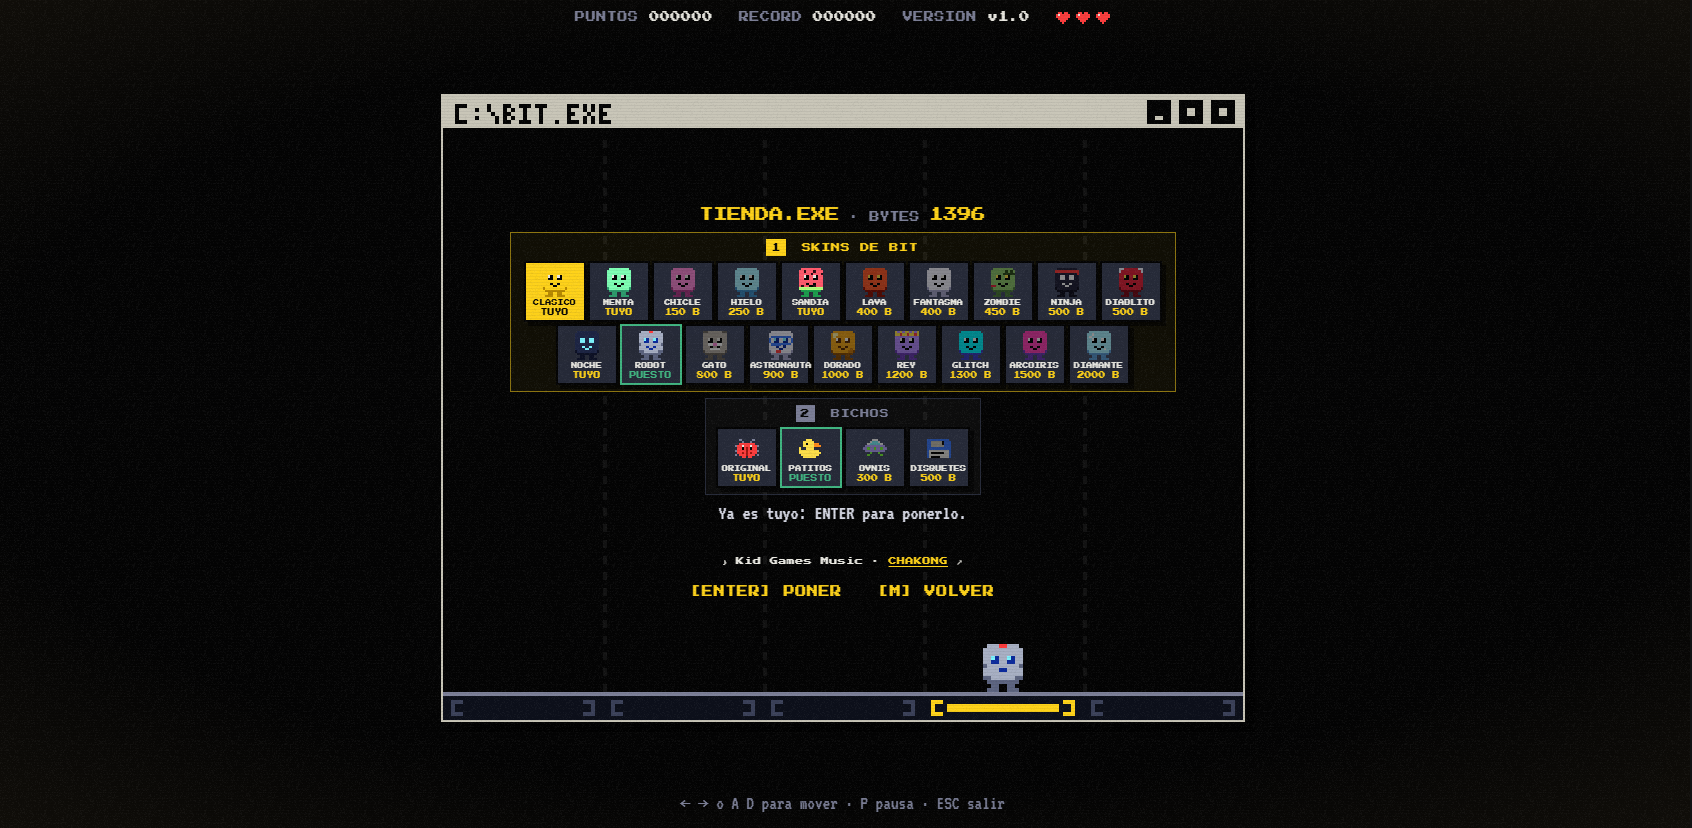 PUNTOS 000000 RECORD 000000 VERSION v1.0
C:\BIT.EXE
TIENDA.EXE · BYTES 1396
1 SKINS DE BIT
CLASICO MENTA CHICLE HIELO SANDIA LAVA FANTASMA ZOMBIE NINJA DIABLITO
TUYO TUYO 150 B 250 B TUYO 400 B 400 B 450 B 500 B 500 B
NOCHE ROBOT GATO ASTRONAUTA DORADO REY GLITCH ARCOIRIS DIAMANTE
TUYO PUESTO 800 B 900 B 1000 B 1200 B 1300 B 1500 B 2000 B
2 BICHOS
ORIGINAL PATITOS OVNIS DISQUETES
TUYO PUESTO 300 B 500 B
Ya es tuyo: ENTER para ponerlo.
♪ Kid Games Music · CHAKONG ↗
[ENTER] PONER [M] VOLVER
← → o A D para mover · P pausa · ESC salir